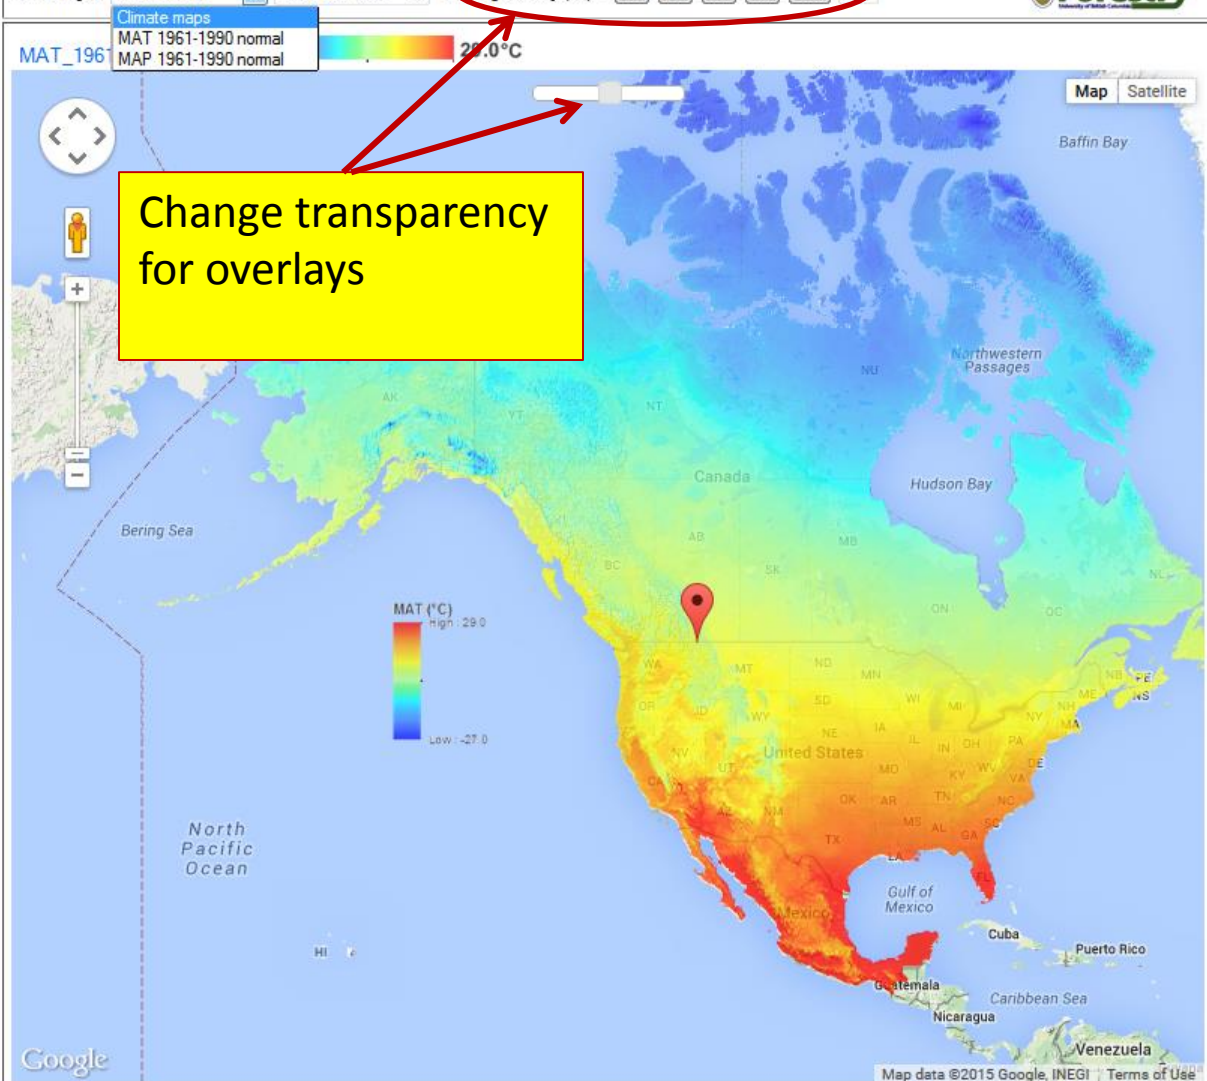 Climate maps
MAT 1961-1990 normal
MAP 1961-1990 normal
MAT_196
29.0°C
Map Satellite
Baffin Bay
Change transparency
for overlays
Northwestern
Passages
NU
AK
YT
NT
Canada
Hudson Bay
Bering Sea
AB
MB
BC
SK
NL
ON
QC
MAT (°C)
High : 29.0
Low : -27.0
WA
MT
ND
MN
NB
PE
NS
OR
ID
WY
SD
WI
MI
ME
NH
NY
MA
NE
IA
IL
IN
OH
PA
DE
NV
UT
United States
MO
KY
WV
VA
CA
AZ
NM
OK
AR
TN
NC
MS
AL
GA
SC
TX
LA
FL
North
Pacific
Ocean
Gulf of
Mexico
Mexico
Cuba
Puerto Rico
HI
Guatemala
Caribbean Sea
Nicaragua
Venezuela
Google
Map data ©2015 Google, INEGI Terms of Use